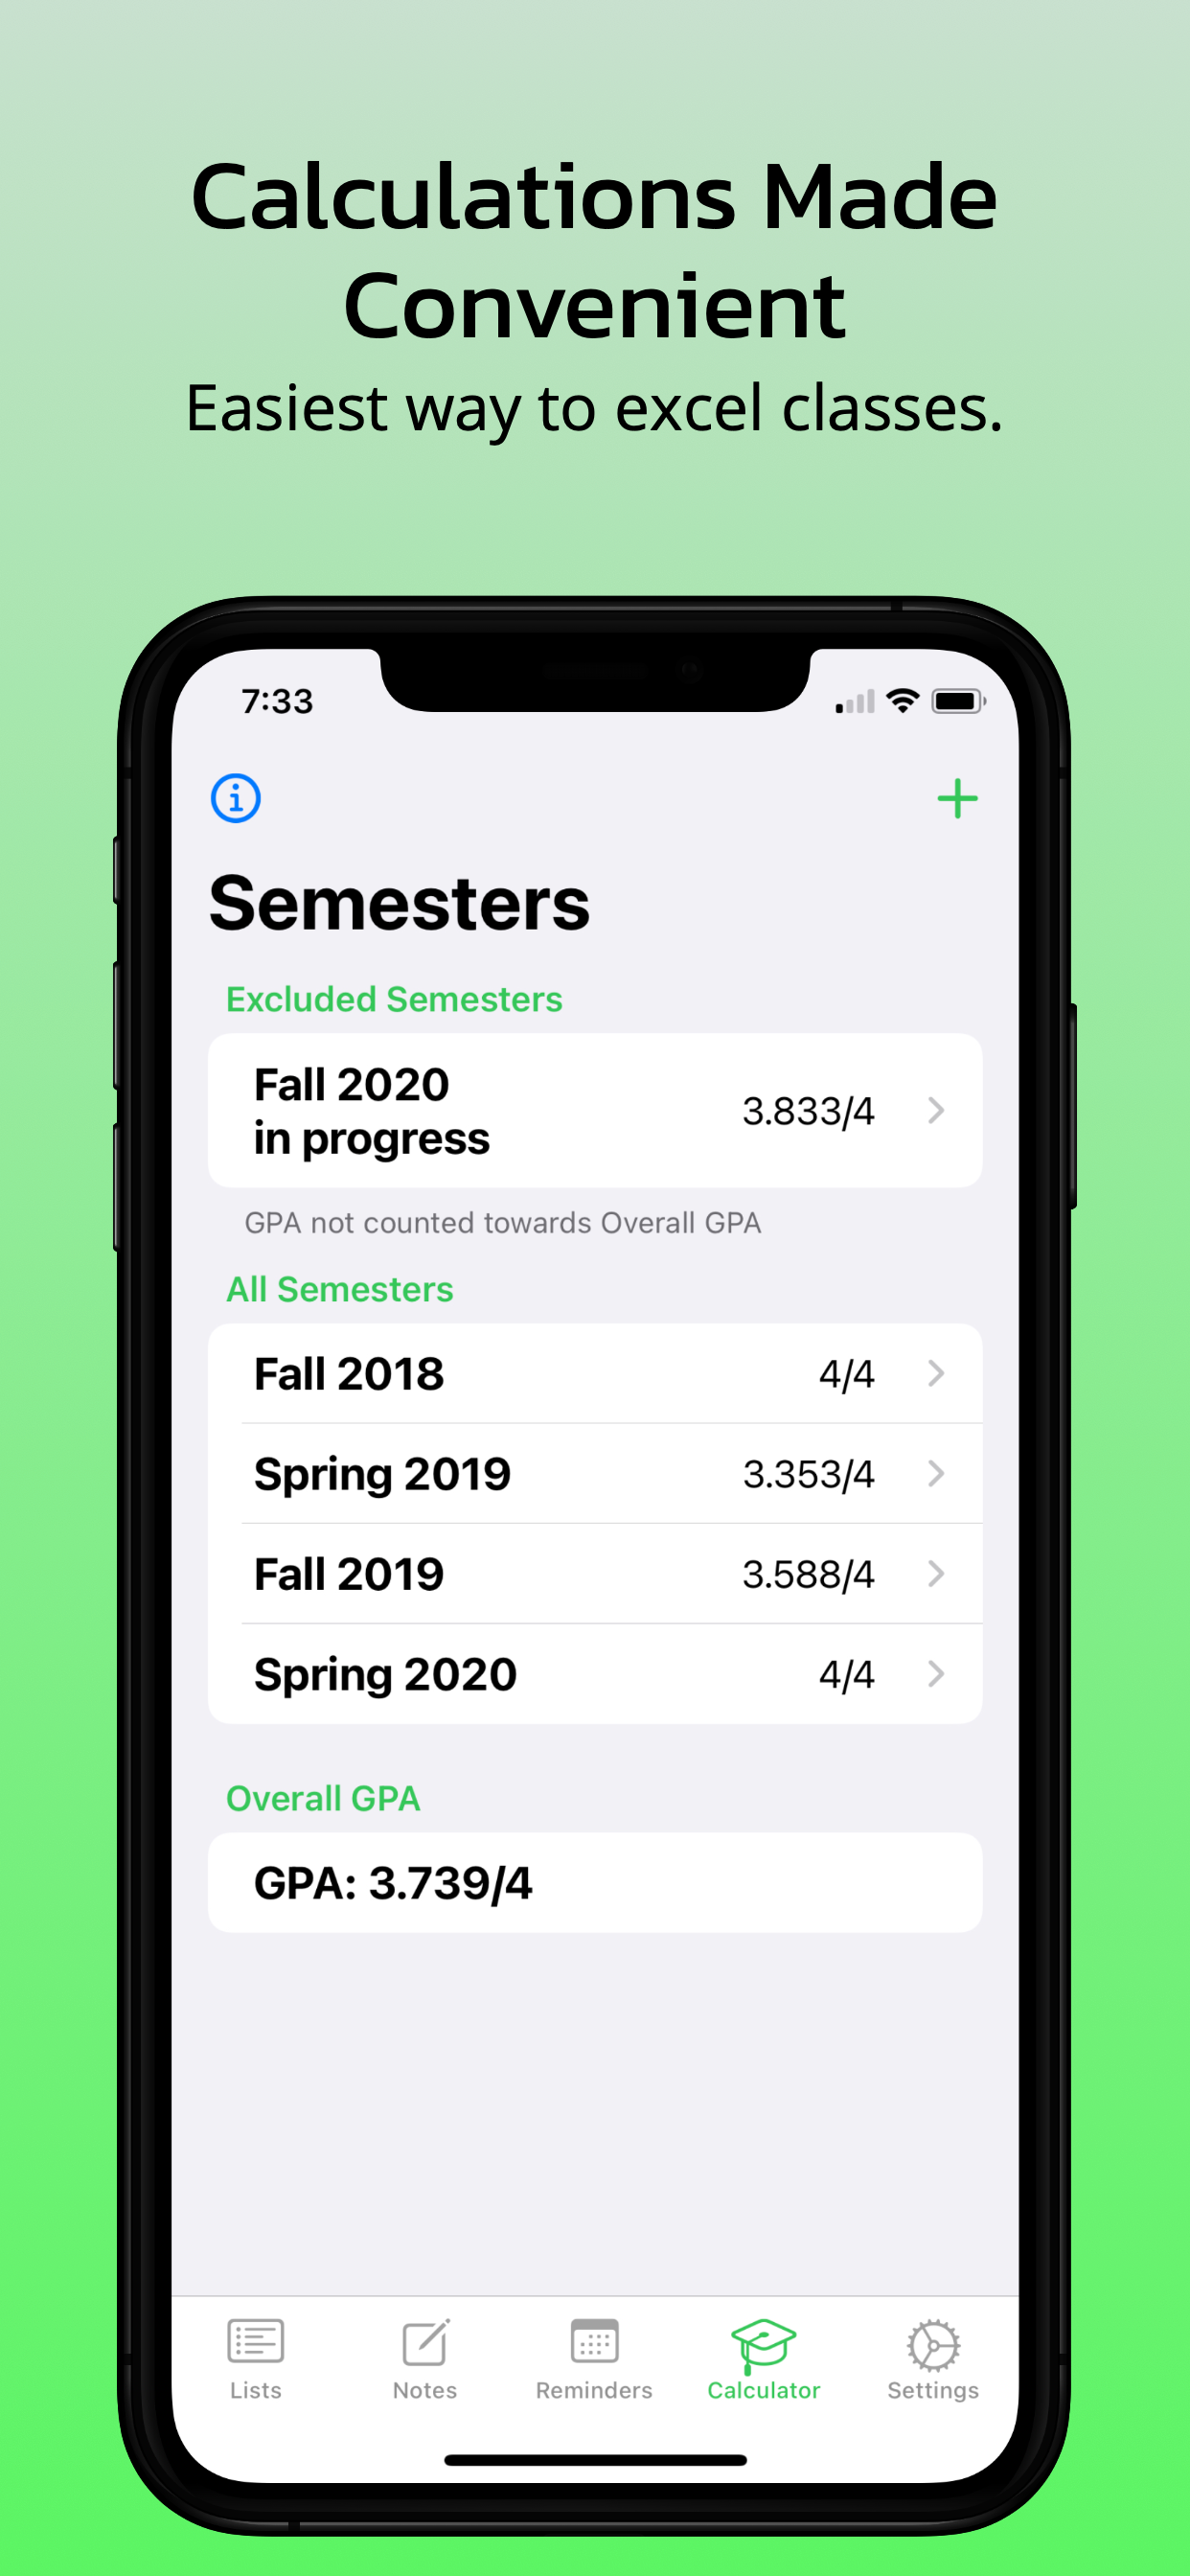 Calculations Made
Convenient
Easiest way to excel classes.
7:33
Semesters
Excluded Semesters
Fall 2020
in progress
3.833/4
GPA not counted towards Overall GPA
All Semesters
Fall 2018 4/4
Spring 2019 3.353/4
Fall 2019 3.588/4
Spring 2020 4/4
Overall GPA
GPA: 3.739/4
Lists Notes Reminders Calculator Settings